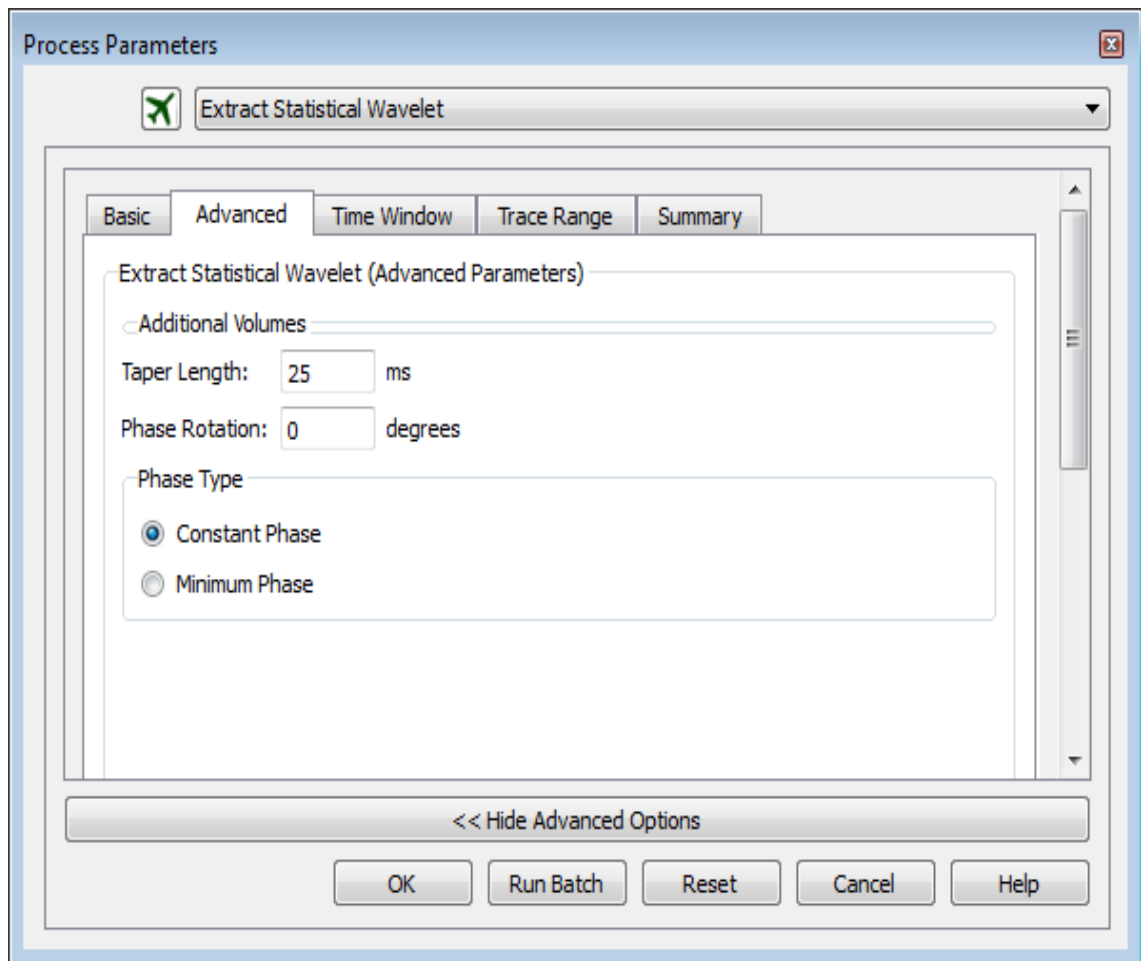 Process Parameters
Extract Statistical Wavelet
Basic Advanced Time Window Trace Range Summary
Extract Statistical Wavelet (Advanced Parameters)
Additional Volumes
Taper Length: 25 ms
Phase Rotation: 0 degrees
Phase Type
Constant Phase
Minimum Phase
<< Hide Advanced Options
OK Run Batch Reset Cancel Help